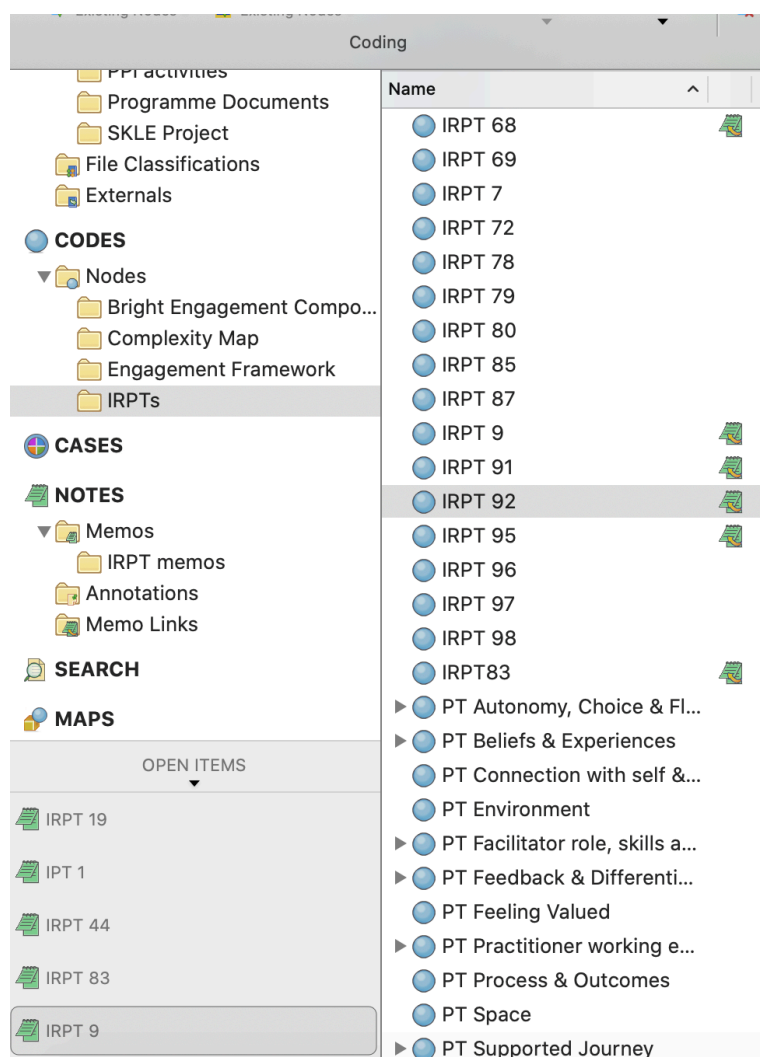 Existing Nodes
Existing Nodes
Coding
PPI activities
Programme Documents
SKLE Project
File Classifications
Externals
CODES
Nodes
Bright Engagement Compo...
Complexity Map
Engagement Framework
IRPTs
CASES
NOTES
Memos
IRPT memos
Annotations
Memo Links
SEARCH
MAPS
OPEN ITEMS
IRPT 19
IPT 1
IRPT 44
IRPT 83
IRPT 9
Name
IRPT 68
IRPT 69
IRPT 7
IRPT 72
IRPT 78
IRPT 79
IRPT 80
IRPT 85
IRPT 87
IRPT 9
IRPT 91
IRPT 92
IRPT 95
IRPT 96
IRPT 97
IRPT 98
IRPT83
PT Autonomy, Choice & Fl...
PT Beliefs & Experiences
PT Connection with self &...
PT Environment
PT Facilitator role, skills a...
PT Feedback & Differenti...
PT Feeling Valued
PT Practitioner working e...
PT Process & Outcomes
PT Space
PT Supported Journey